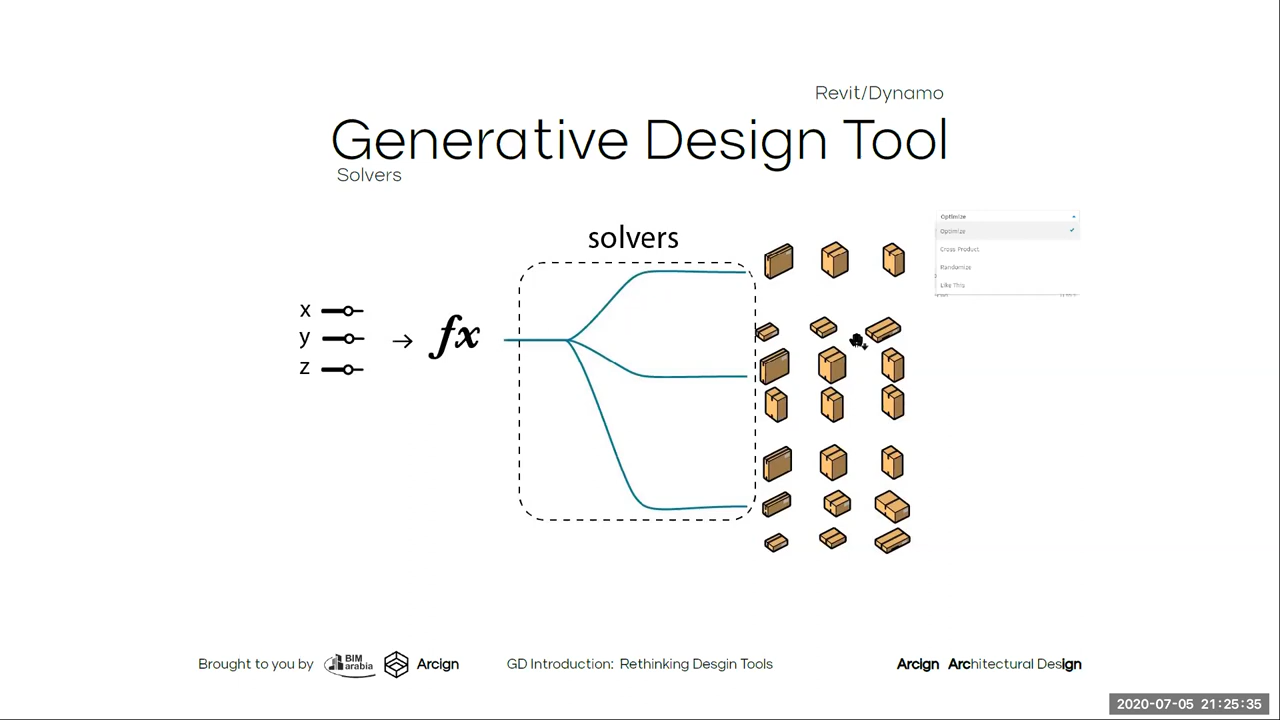 Revit/Dynamo
Generative Design Tool
Solvers
solvers
Optimize
Optimize
Cross Product
Randomize
Like This
x
y
z
fx
Brought to you by
BIM
arabia
Arcign
GD Introduction: Rethinking Desgin Tools
Arcign Architectural Design
2020-07-05 21:25:35